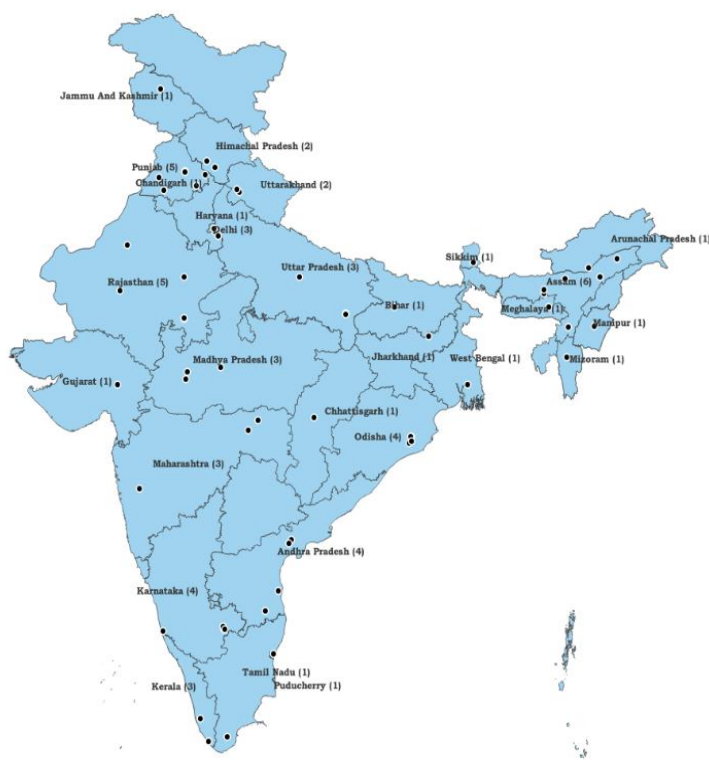 Jammu And Kashmir (1)
Himachal Pradesh (2)
Punjab (5)
Chandigarh (1)
Uttarakhand (2)
Haryana (1)
Delhi (3)
Arunachal Pradesh (1)
Sikkim (1)
Uttar Pradesh (3)
Rajasthan (5)
Assam (6)
Bihar (1)
Meghalaya (1)
Manipur (1)
Madhya Pradesh (3)
Jharkhand (1)
West Bengal (1)
Mizoram (1)
Gujarat (1)
Chhattisgarh (1)
Odisha (4)
Maharashtra (3)
Andhra Pradesh (4)
Karnataka (4)
Tamil Nadu (1)
Kerala (3)
Puducherry (1)